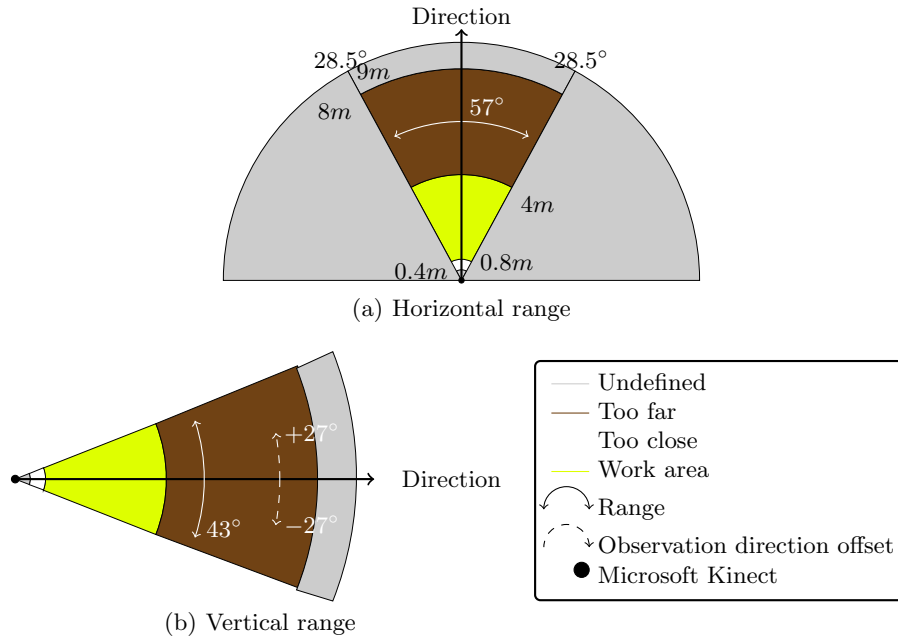 Direction
28.5°
28.5°
9m
8m
57°
4m
0.4m
0.8m
(a) Horizontal range
+27°
Direction
43°
−27°
(b) Vertical range
Undefined
Too far
Too close
Work area
Range
Observation direction offset
Microsoft Kinect